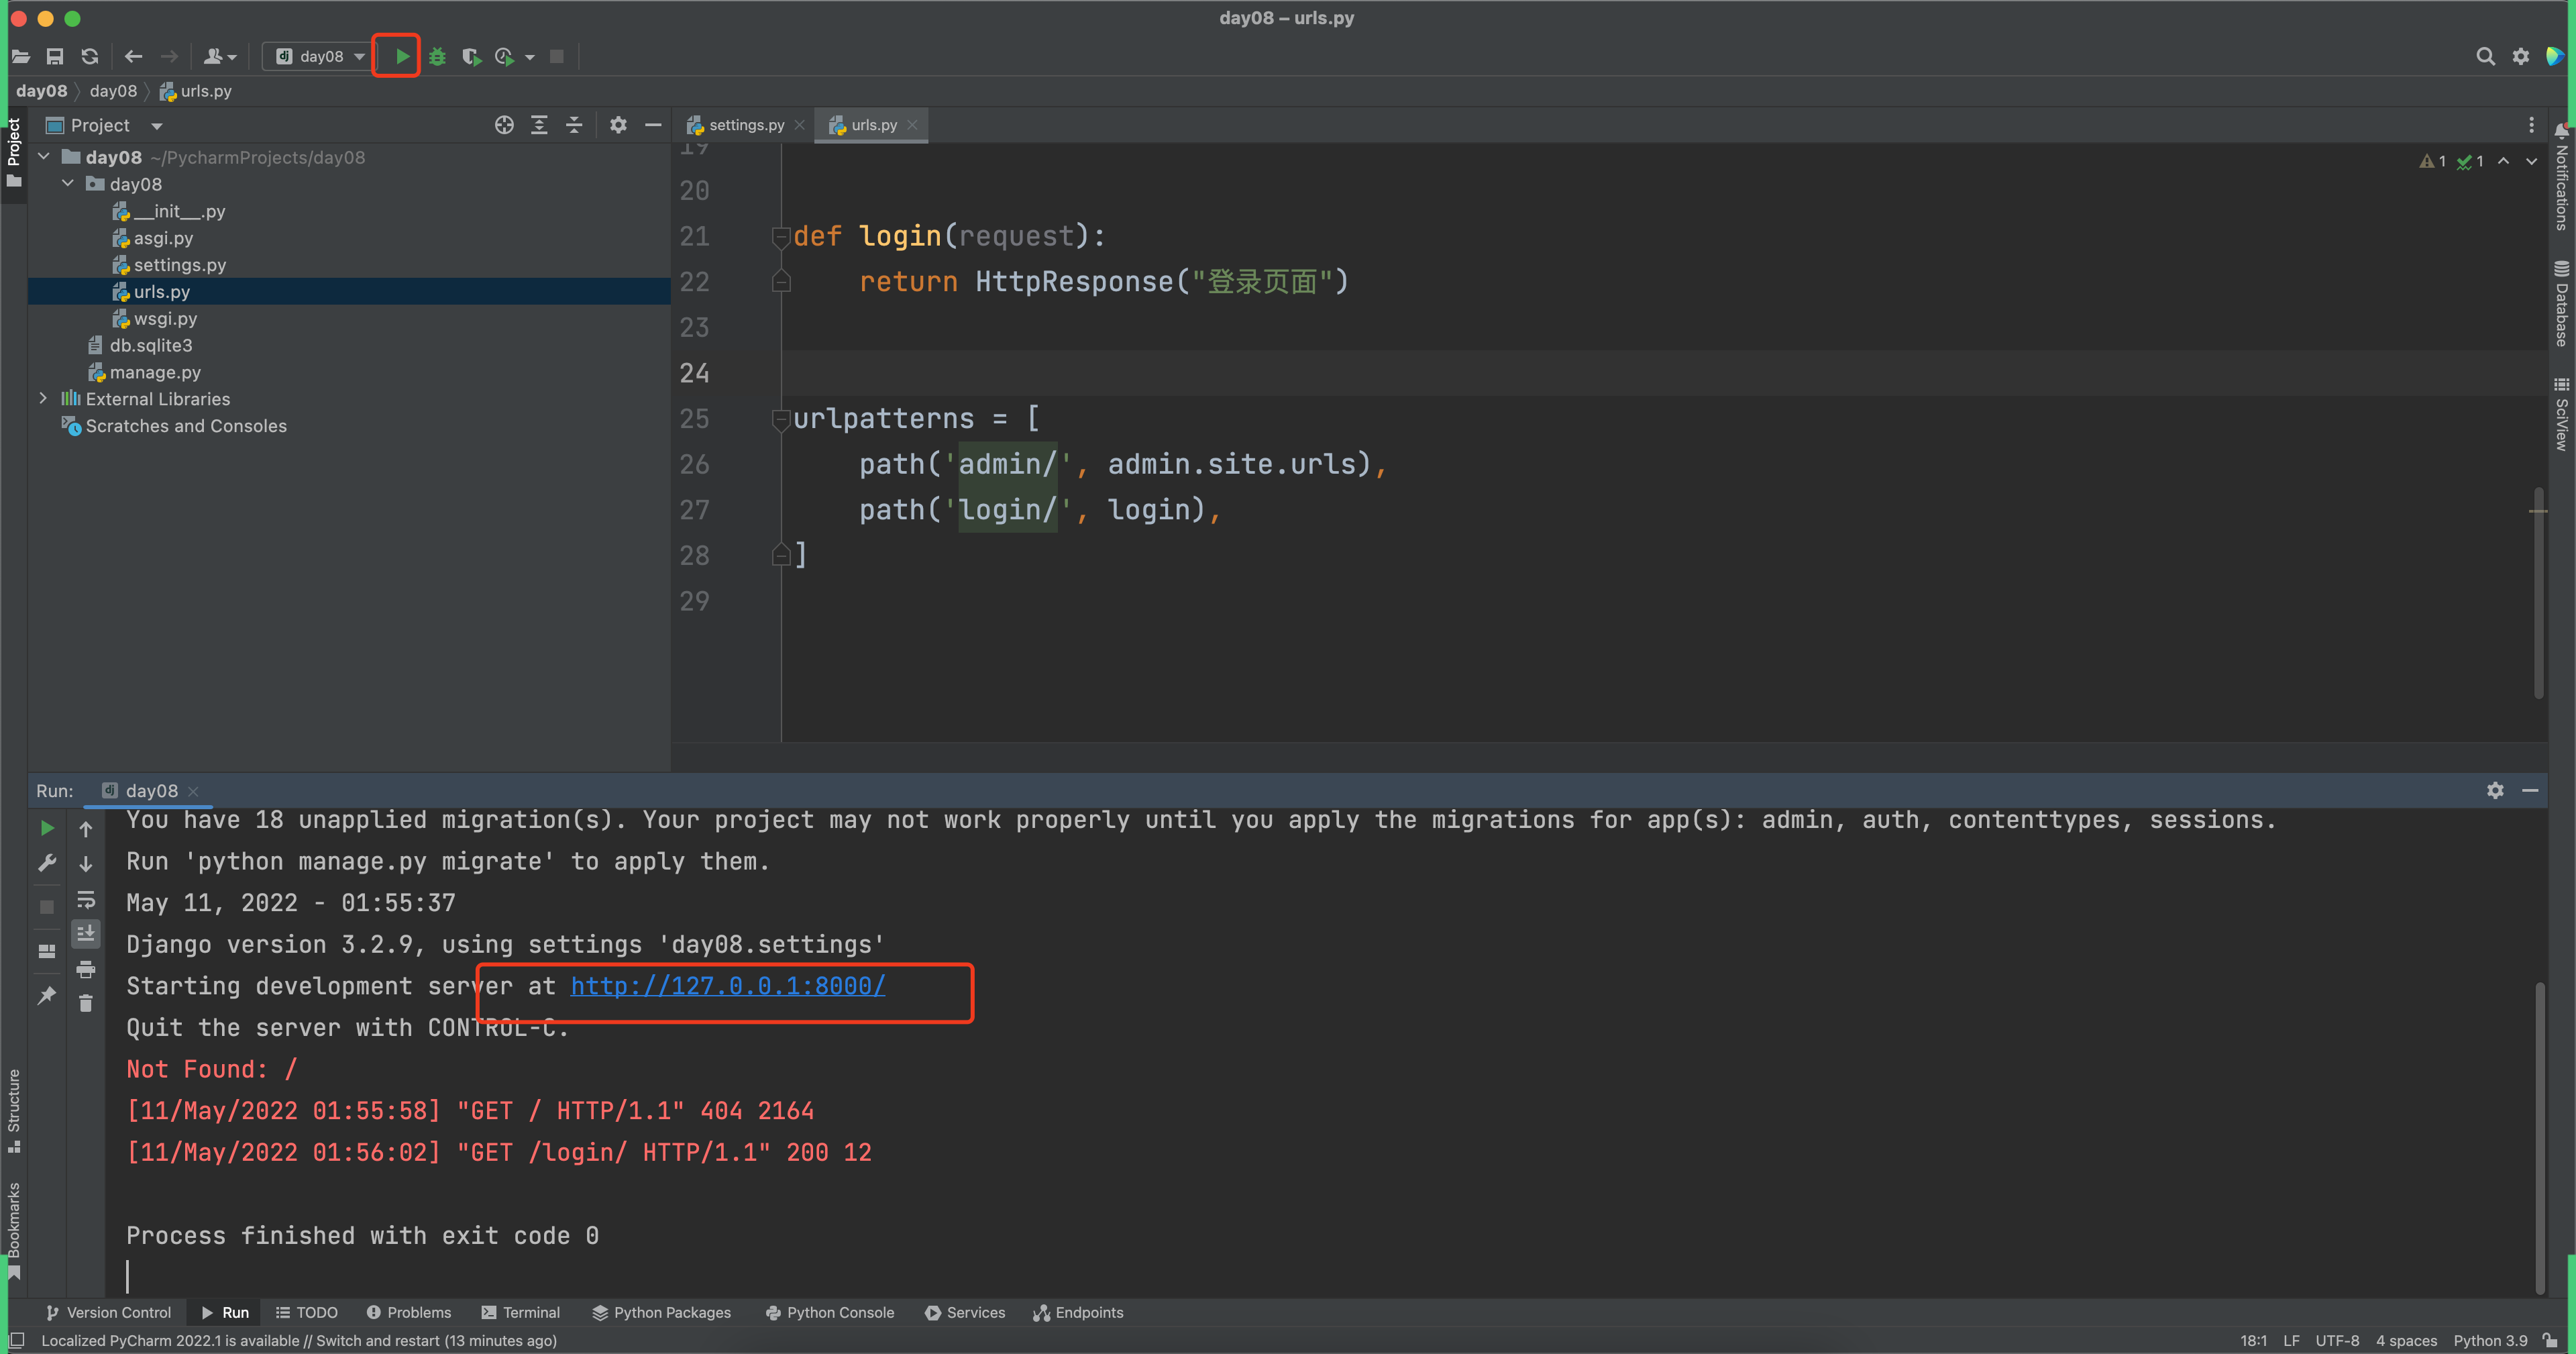 day08 – urls.py
day08
day08 day08 urls.py
Project
Project
day08 ~/PycharmProjects/day08
day08
__init__.py
asgi.py
settings.py
urls.py
wsgi.py
db.sqlite3
manage.py
External Libraries
Scratches and Consoles
settings.py urls.py
1 1
19
20
21 def login(request):
22 return HttpResponse("登录页面")
23
24
25 urlpatterns = [
26 path('admin/', admin.site.urls),
27 path('login/', login),
28 ]
29
Notifications
Database
SciView
Run: day08
You have 18 unapplied migration(s). Your project may not work properly until you apply the migrations for app(s): admin, auth, contenttypes, sessions.
Run 'python manage.py migrate' to apply them.
May 11, 2022 - 01:55:37
Django version 3.2.9, using settings 'day08.settings'
Starting development server at http://127.0.0.1:8000/
Quit the server with CONTROL-C.
Not Found: /
[11/May/2022 01:55:58] "GET / HTTP/1.1" 404 2164
[11/May/2022 01:56:02] "GET /login/ HTTP/1.1" 200 12
Process finished with exit code 0
Structure
Bookmarks
Version Control Run TODO Problems Terminal Python Packages Python Console Services Endpoints
Localized PyCharm 2022.1 is available // Switch and restart (13 minutes ago) 18:1 LF UTF-8 4 spaces Python 3.9